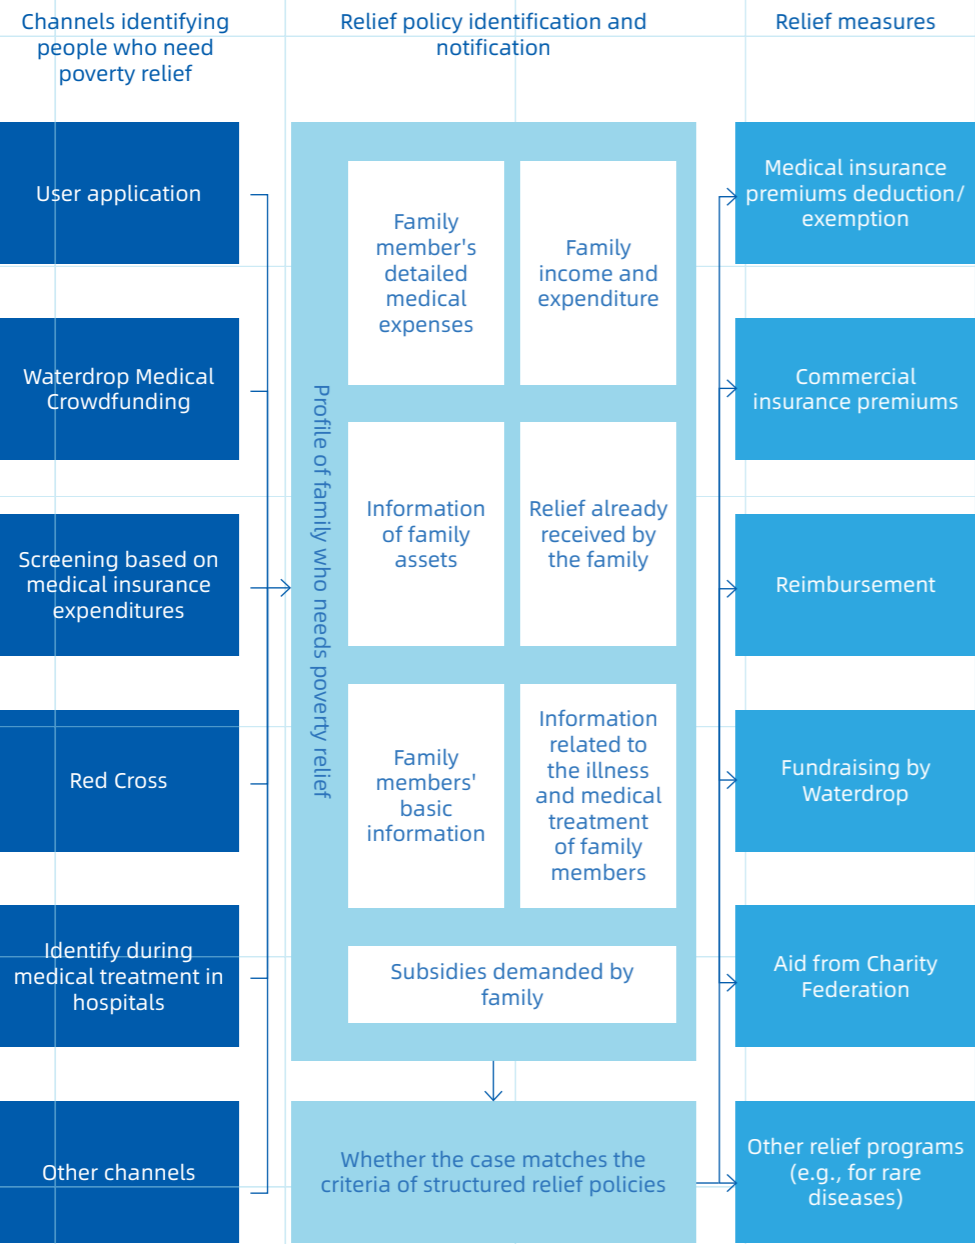 Channels identifying
people who need
poverty relief
Relief policy identification and
notification
Relief measures
User application
Waterdrop Medical
Crowdfunding
Screening based on
medical insurance
expenditures
Red Cross
Identify during
medical treatment in
hospitals
Other channels
Profile of family who needs poverty relief
Family
member's
detailed
medical
expenses
Family
income and
expenditure
Information
of family
assets
Relief already
received by
the family
Family
members'
basic
information
Information
related to
the illness
and medical
treatment
of family
members
Subsidies demanded by
family
Whether the case matches the
criteria of structured relief policies
Medical insurance
premiums deduction/
exemption
Commercial
insurance premiums
Reimbursement
Fundraising by
Waterdrop
Aid from Charity
Federation
Other relief programs
(e.g., for rare
diseases)